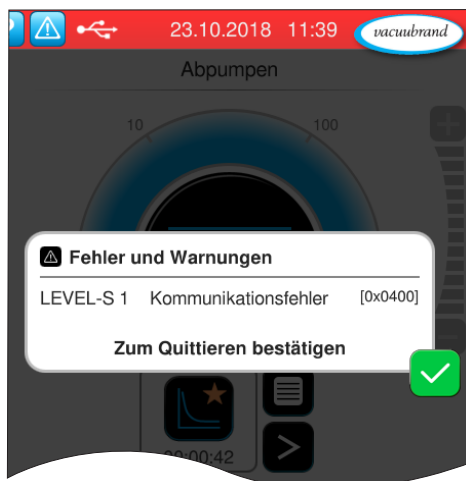 23.10.2018 11:39
vacuubrand
Abpumpen
10 100
Fehler und Warnungen
LEVEL-S 1 Kommunikationsfehler [0x0400]
Zum Quittieren bestätigen
00:00:42